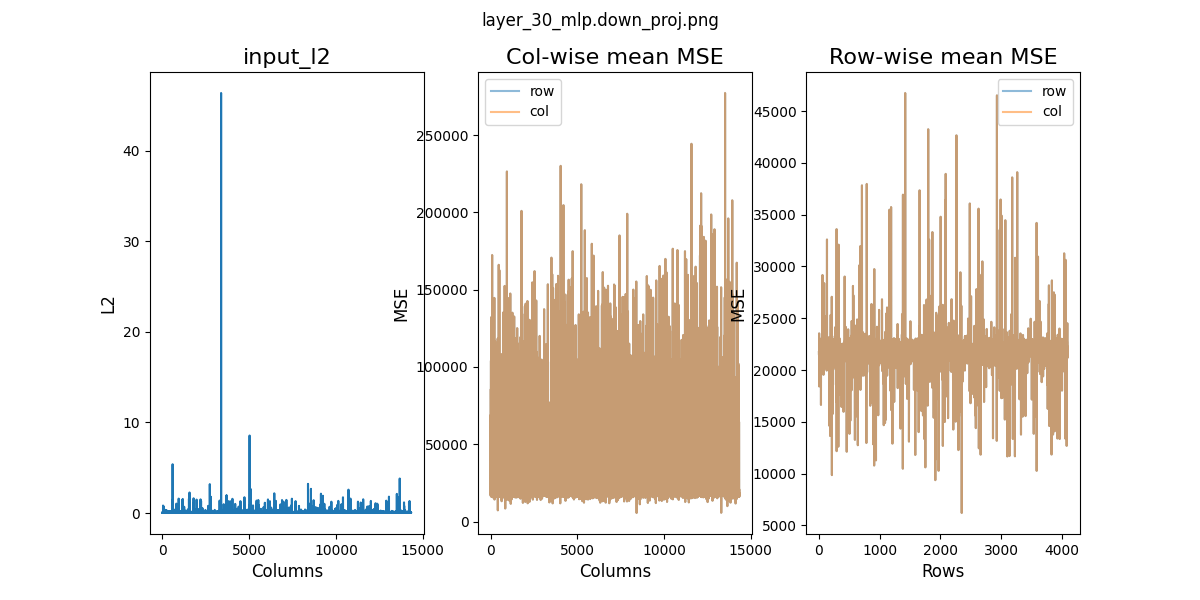 layer_30_mlp.down_proj.png
input_l2
L2
40
30
20
10
0
0
5000
10000
15000
Columns
Col-wise mean MSE
row
col
MSE
250000
200000
150000
100000
50000
0
0
5000
10000
15000
Columns
Row-wise mean MSE
row
col
MSE
45000
40000
35000
30000
25000
20000
15000
10000
5000
0
1000
2000
3000
4000
Rows